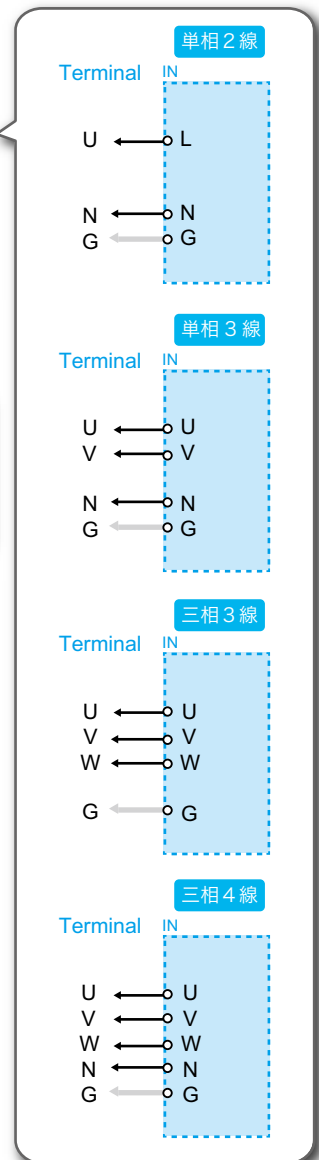 単相2線
Terminal IN
U L
N N
G G
単相3線
Terminal IN
U U
V V
N N
G G
三相3線
Terminal IN
U U
V V
W W
G G
三相4線
Terminal IN
U U
V V
W W
N N
G G